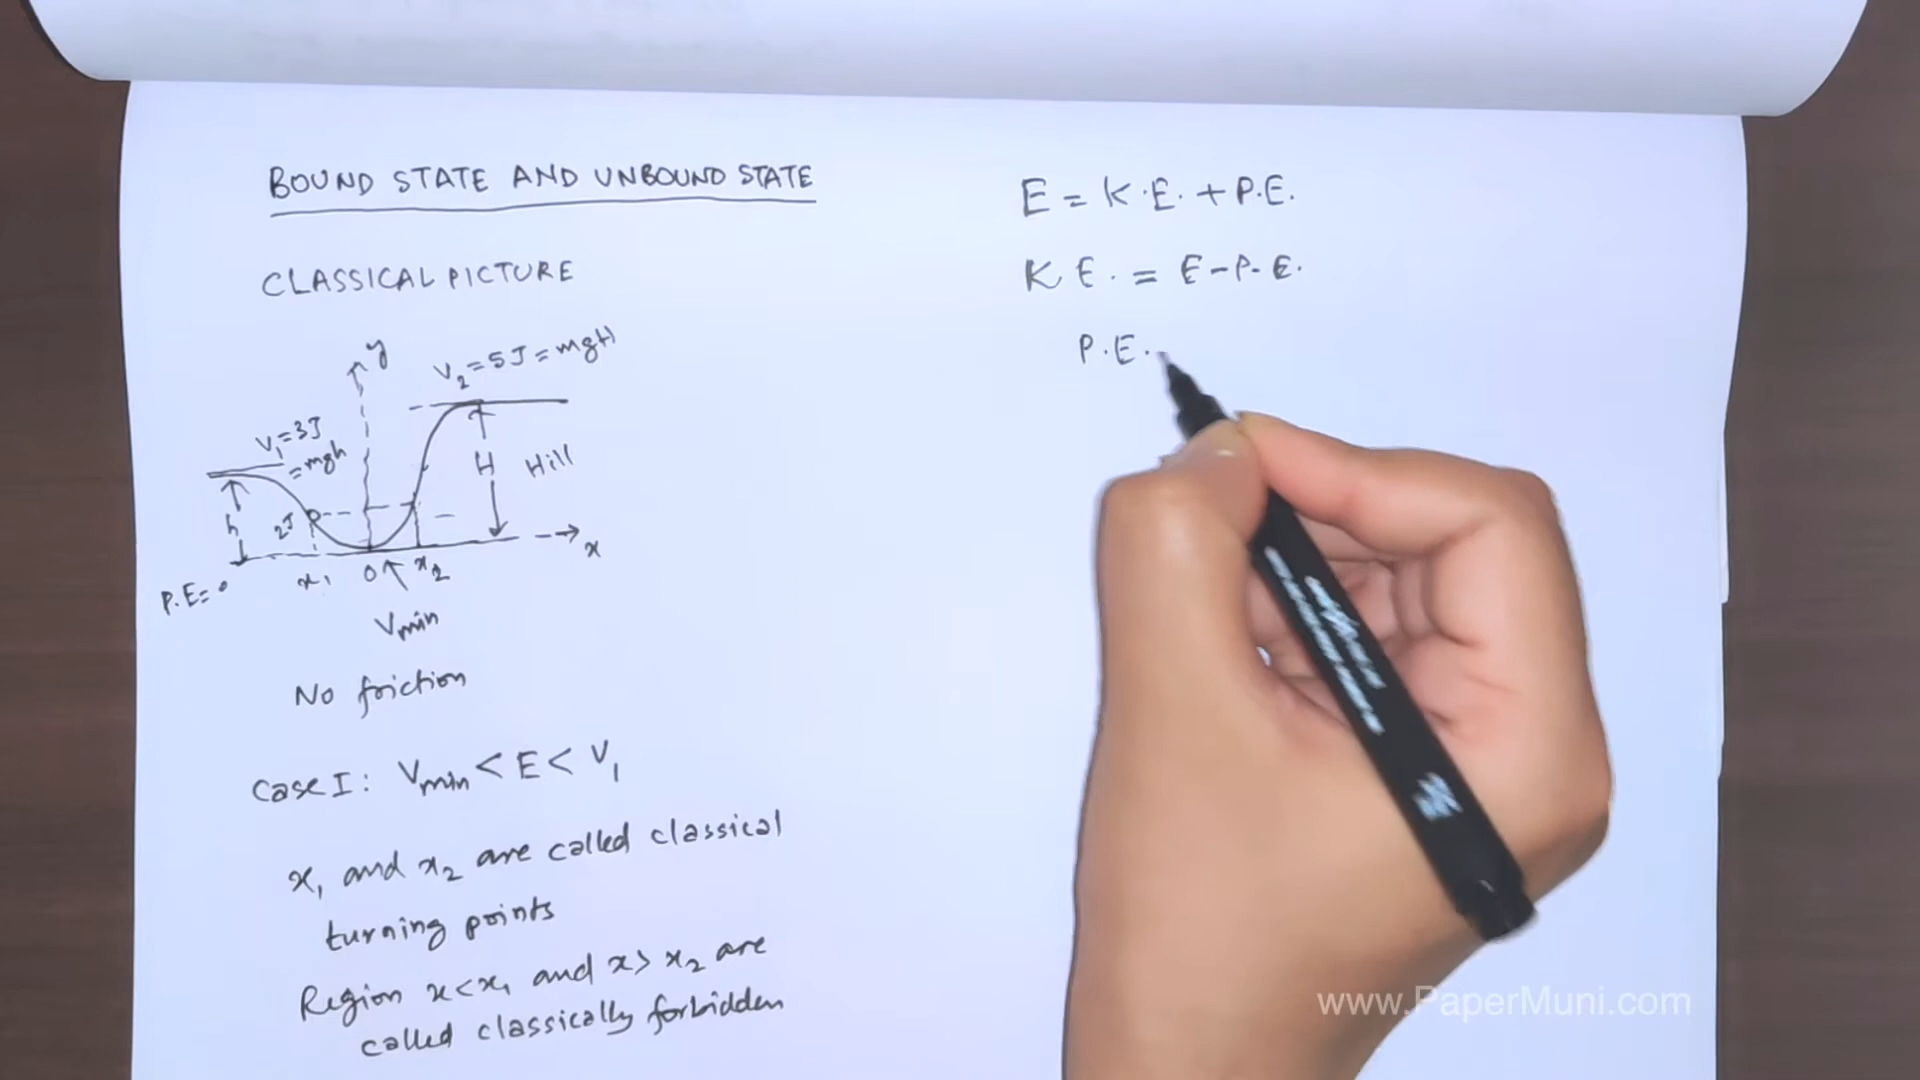 BOUND STATE AND UNBOUND STATE
CLASSICAL PICTURE
y
V2 = 5J = mgH
V1 = 3J
= mgh
H
Hill
h
2J
x
P.E = 0
x1
0
x2
Vmin
No friction
Case I: Vmin < E < V1
x1 and x2 are called classical
turning points
Region x < x1 and x > x2 are
called classically forbidden
E = K.E. + P.E.
K E. = E - P.E.
P.E.
www.PaperMuni.com